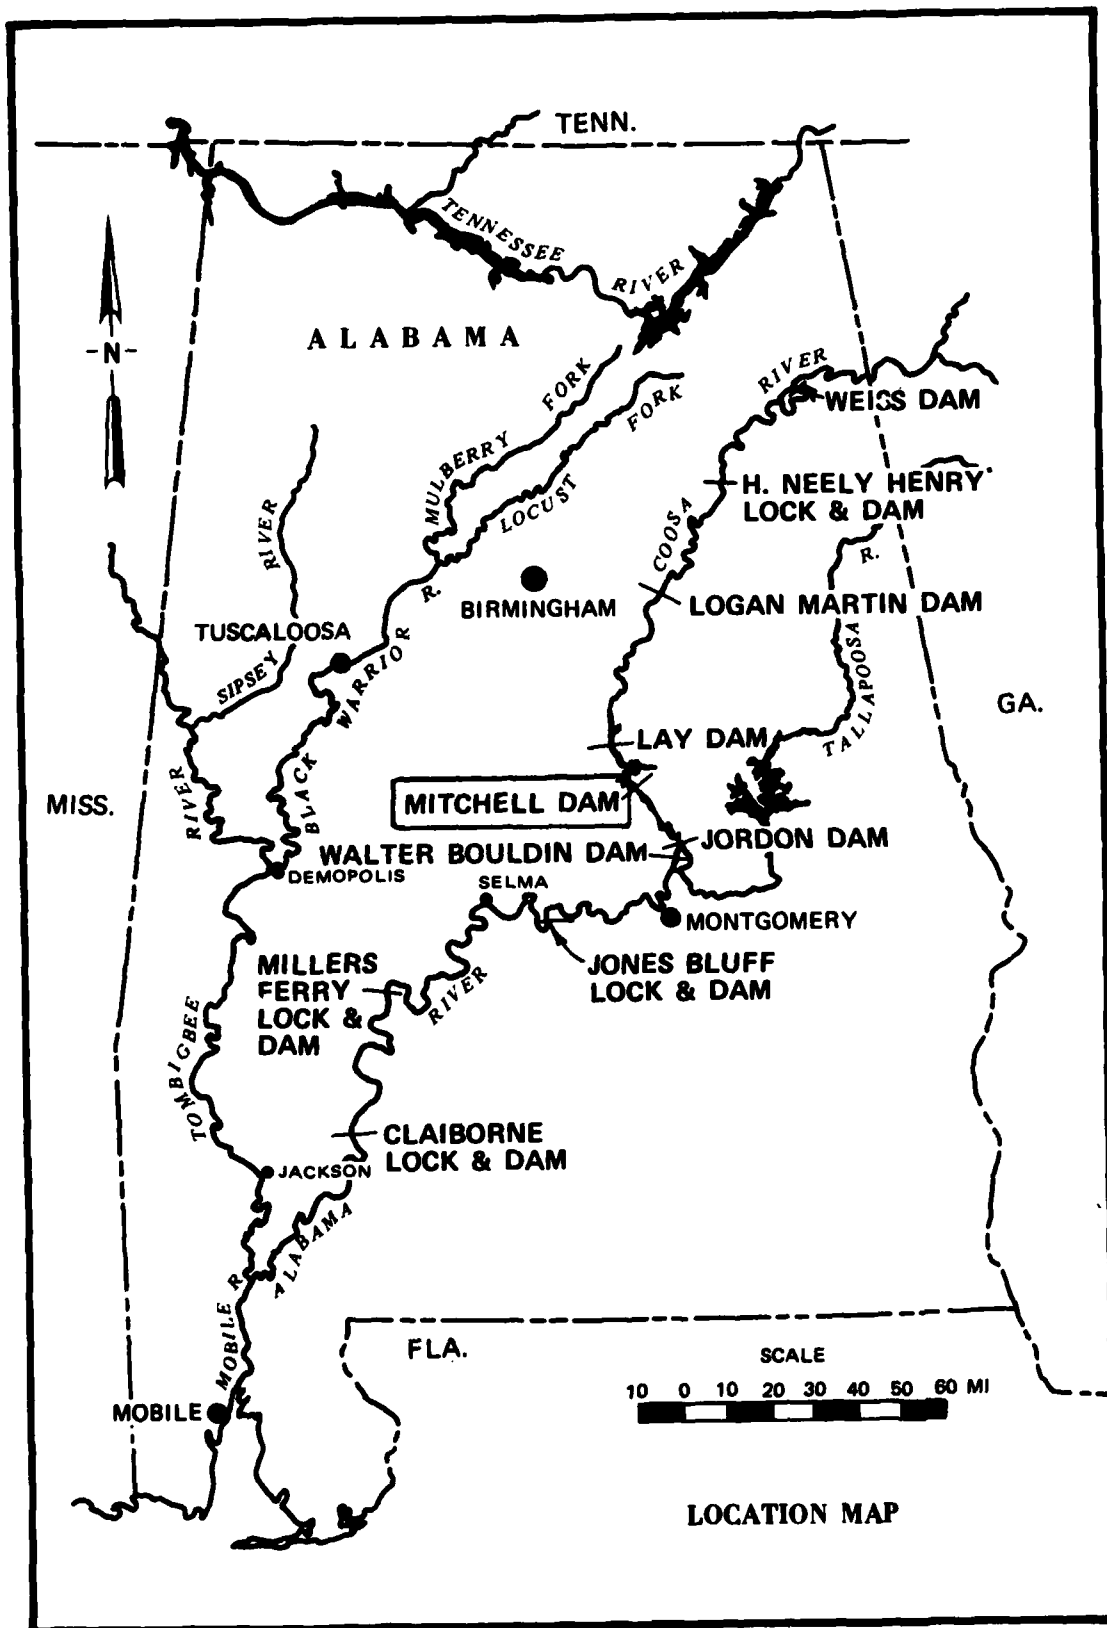 TENN.
TENNESSEE RIVER
ALABAMA
-N-
MULBERRY FORK
LOCUST FORK
COOSA RIVER
WEISS DAM
H. NEELY HENRY
LOCK & DAM
R.
RIVER
BIRMINGHAM
LOGAN MARTIN DAM
TUSCALOOSA
SIPSEY
BLACK WARRIOR R.
TALLAPOOSA
GA.
LAY DAM
MISS.
RIVER
MITCHELL DAM
JORDON DAM
WALTER BOULDIN DAM
DEMOPOLIS
SELMA
MONTGOMERY
MILLERS
FERRY
LOCK &
DAM
RIVER
JONES BLUFF
LOCK & DAM
TOMBIGBEE
CLAIBORNE
LOCK & DAM
JACKSON
ALABAMA
MOBILE R
FLA.
SCALE
10 0 10 20 30 40 50 60 MI
MOBILE
LOCATION MAP